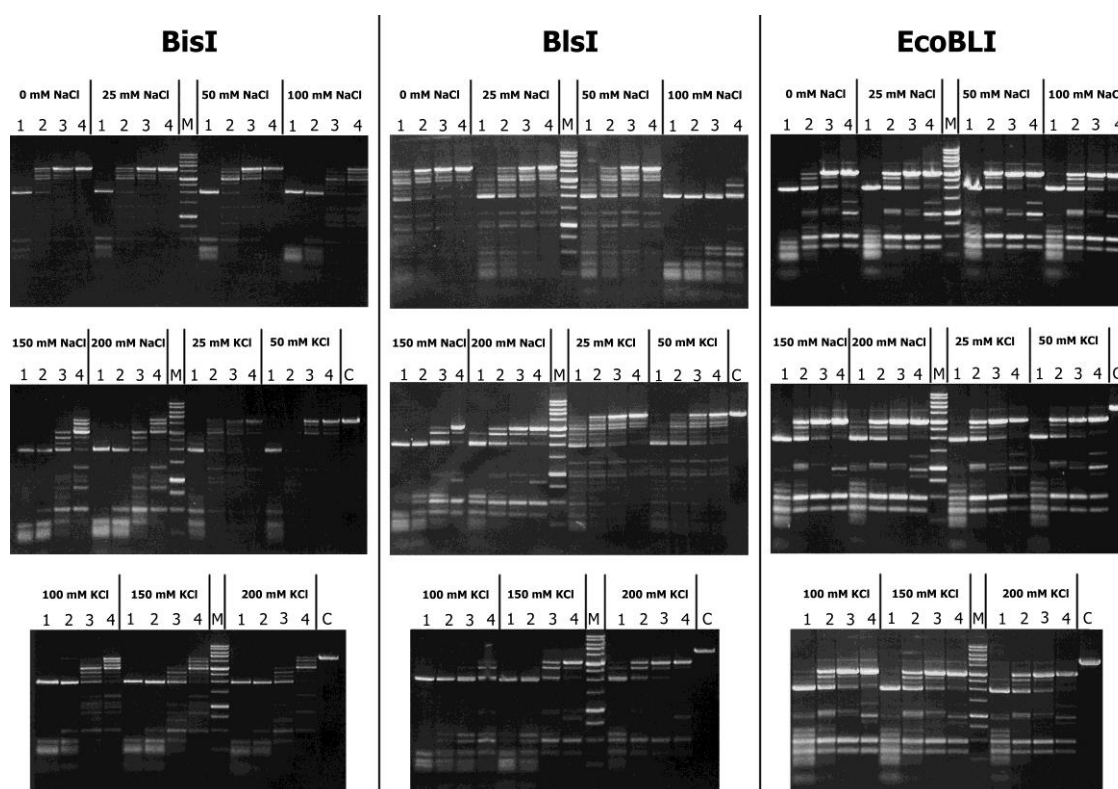 BisI
0 mM NaCl 25 mM NaCl 50 mM NaCl 100 mM NaCl
1 2 3 4 1 2 3 4 M 1 2 3 4 1 2 3 4
150 mM NaCl 200 mM NaCl 25 mM KCl 50 mM KCl
1 2 3 4 1 2 3 4 M 1 2 3 4 1 2 3 4 C
100 mM KCl 150 mM KCl 200 mM KCl
1 2 3 4 1 2 3 4 M 1 2 3 4 C
BlsI
0 mM NaCl 25 mM NaCl 50 mM NaCl 100 mM NaCl
1 2 3 4 1 2 3 4 M 1 2 3 4 1 2 3 4
150 mM NaCl 200 mM NaCl 25 mM KCl 50 mM KCl
1 2 3 4 1 2 3 4 M 1 2 3 4 1 2 3 4 C
100 mM KCl 150 mM KCl 200 mM KCl
1 2 3 4 1 2 3 4 M 1 2 3 4 C
EcoBLI
0 mM NaCl 25 mM NaCl 50 mM NaCl 100 mM NaCl
1 2 3 4 1 2 3 4 M 1 2 3 4 1 2 3 4
150 mM NaCl 200 mM NaCl 25 mM KCl 50 mM KCl
1 2 3 4 1 2 3 4 M 1 2 3 4 1 2 3 4 C
100 mM KCl 150 mM KCl 200 mM KCl
1 2 3 4 1 2 3 4 M 1 2 3 4 C